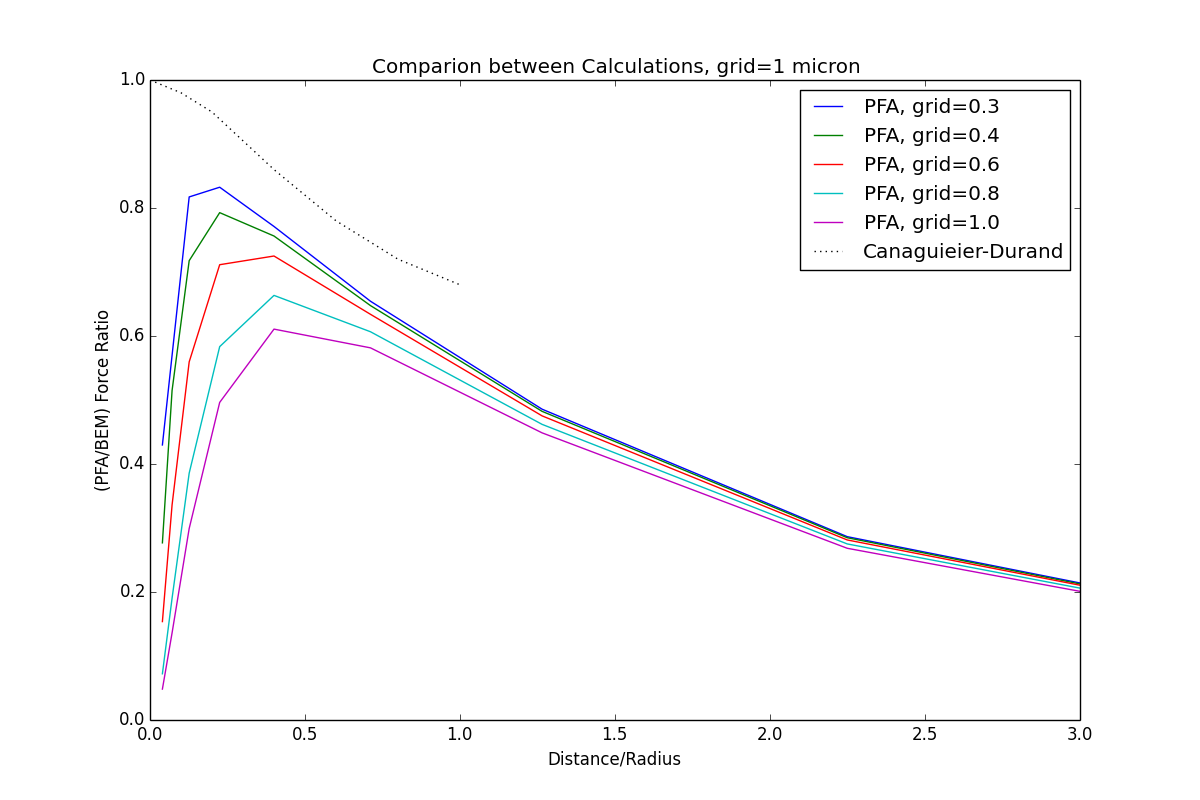 Comparion between Calculations, grid=1 micron
1.0
0.8
0.6
0.4
0.2
0.0
(PFA/BEM) Force Ratio
PFA, grid=0.3
PFA, grid=0.4
PFA, grid=0.6
PFA, grid=0.8
PFA, grid=1.0
Canaguieier-Durand
0.0 0.5 1.0 1.5 2.0 2.5 3.0
Distance/Radius